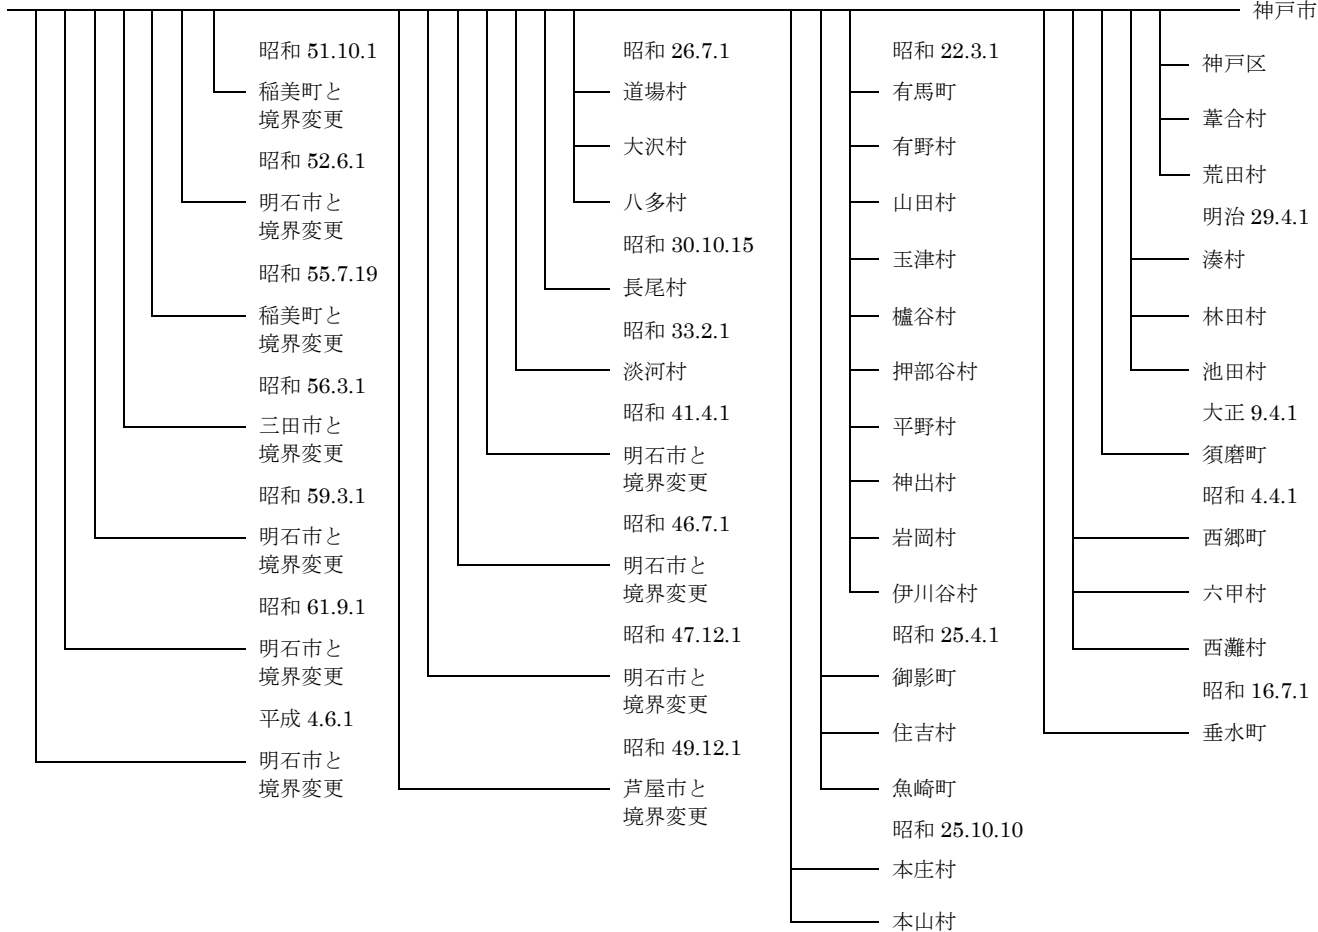 神戸市
神戸区
葺合村
荒田村
明治 29.4.1
湊村
林田村
池田村
大正 9.4.1
須磨町
昭和 4.4.1
西郷町
六甲村
西灘村
昭和 16.7.1
垂水町
昭和 22.3.1
有馬町
有野村
山田村
玉津村
櫨谷村
押部谷村
平野村
神出村
岩岡村
伊川谷村
昭和 25.4.1
御影町
住吉村
魚崎町
昭和 25.10.10
本庄村
本山村
昭和 26.7.1
道場村
大沢村
八多村
昭和 30.10.15
長尾村
昭和 33.2.1
淡河村
昭和 41.4.1
明石市と
境界変更
昭和 46.7.1
明石市と
境界変更
昭和 47.12.1
明石市と
境界変更
昭和 49.12.1
芦屋市と
境界変更
昭和 51.10.1
稲美町と
境界変更
昭和 52.6.1
明石市と
境界変更
昭和 55.7.19
稲美町と
境界変更
昭和 56.3.1
三田市と
境界変更
昭和 59.3.1
明石市と
境界変更
昭和 61.9.1
明石市と
境界変更
平成 4.6.1
明石市と
境界変更